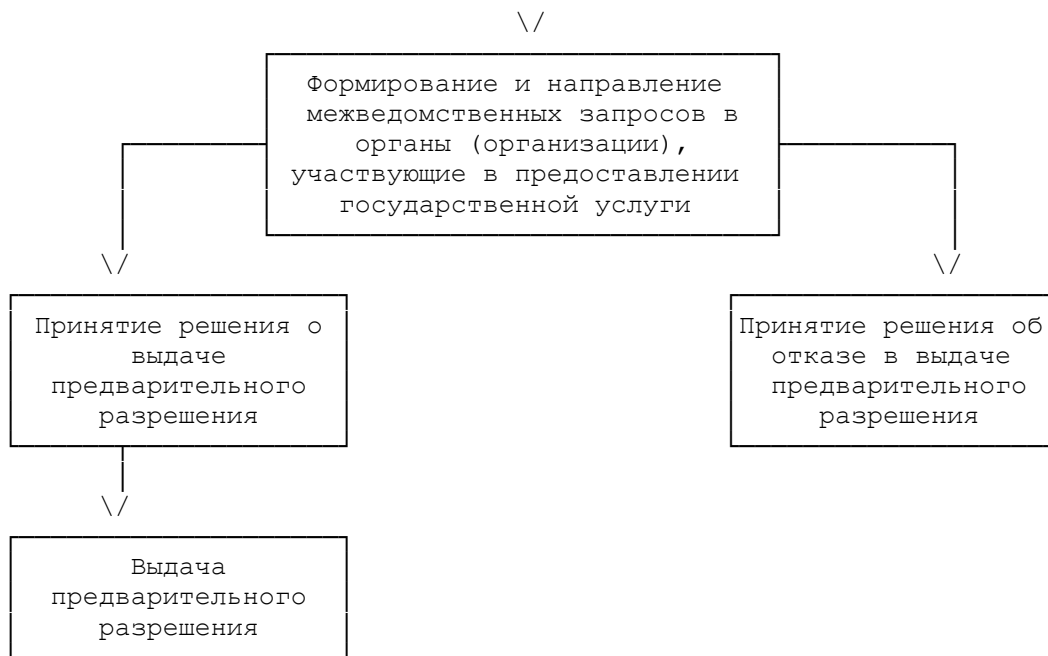 Формирование и направление
межведомственных запросов в
органы (организации),
участвующие в предоставлении
государственной услуги
Принятие решения о
выдаче
предварительного
разрешения
Принятие решения об
отказе в выдаче
предварительного
разрешения
Выдача
предварительного
разрешения